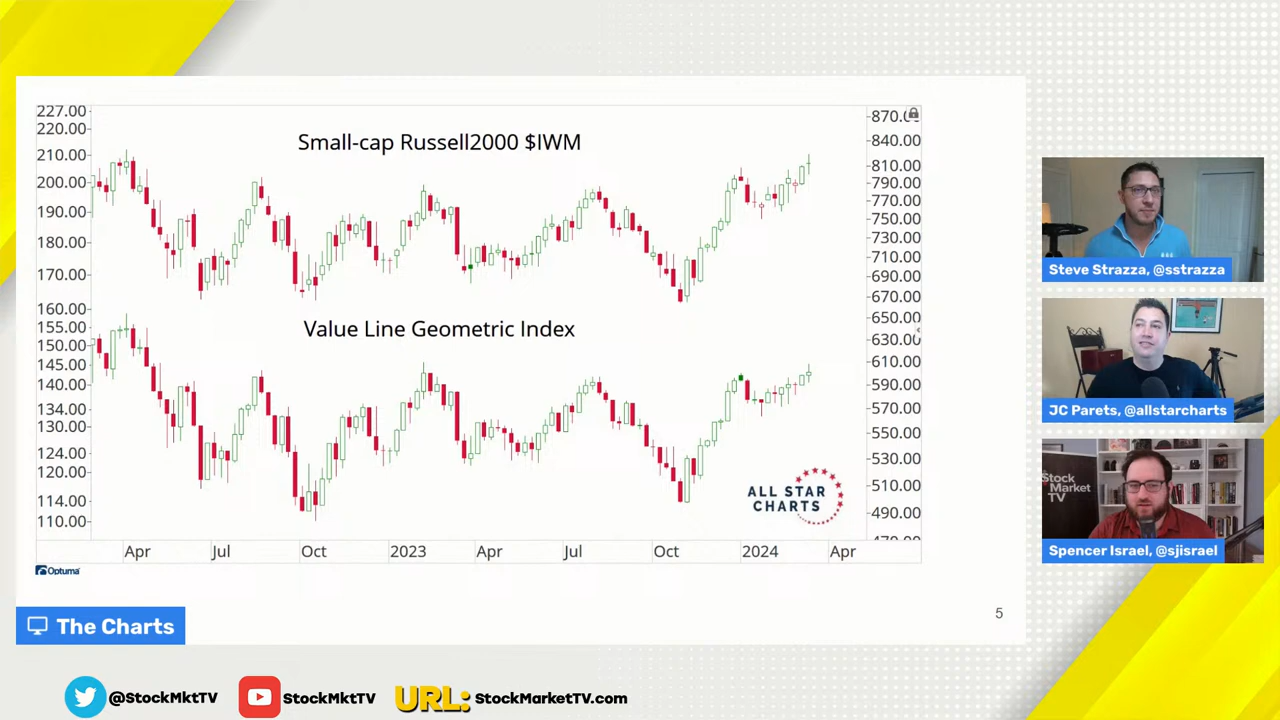 Small-cap Russell2000 $IWM
227.00
220.00
210.00
200.00
190.00
180.00
170.00
160.00
155.00
150.00
145.00
140.00
134.00
130.00
124.00
120.00
114.00
110.00
870.00
840.00
810.00
790.00
770.00
750.00
730.00
710.00
690.00
670.00
650.00
630.00
610.00
590.00
570.00
550.00
530.00
510.00
490.00
470.00
Value Line Geometric Index
ALL STAR
CHARTS
Apr
Jul
Oct
2023
Apr
Jul
Oct
2024
Apr
Optuma
5
The Charts
Steve Strazza, @sstrazza
JC Parets, @allstarcharts
Stock
Market
TV
Spencer Israel, @sjisrael
@StockMktTV
StockMktTV
URL:
StockMarketTV.com